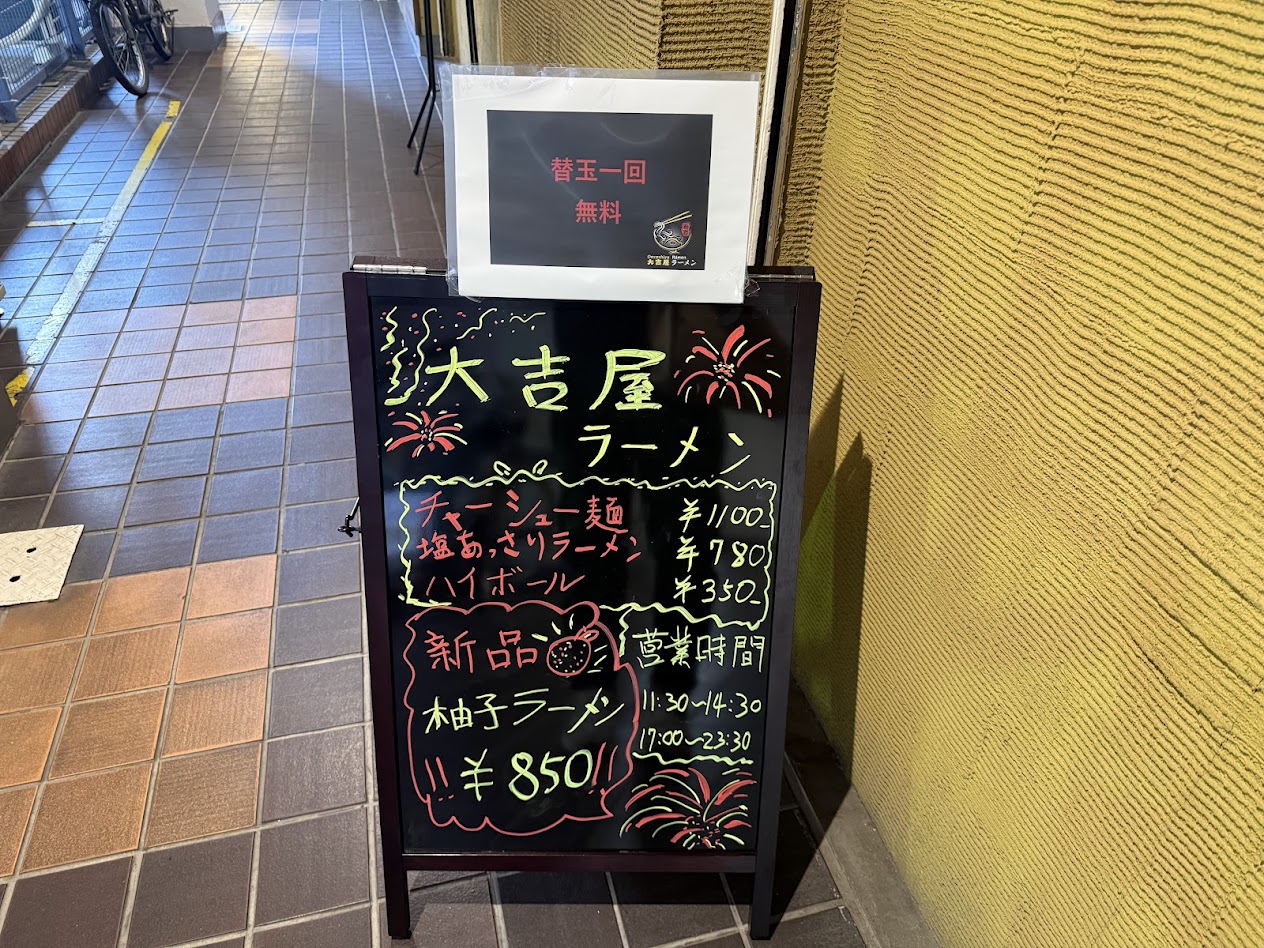 替玉一回
無料
大吉屋 ラーメン
大吉屋
ラーメン
チャーシュー麺 ¥1100-
塩あっさりラーメン ¥780
ハイボール ¥350-
新品
柚子ラーメン
¥850
営業時間
11:30~14:30
17:00~23:30